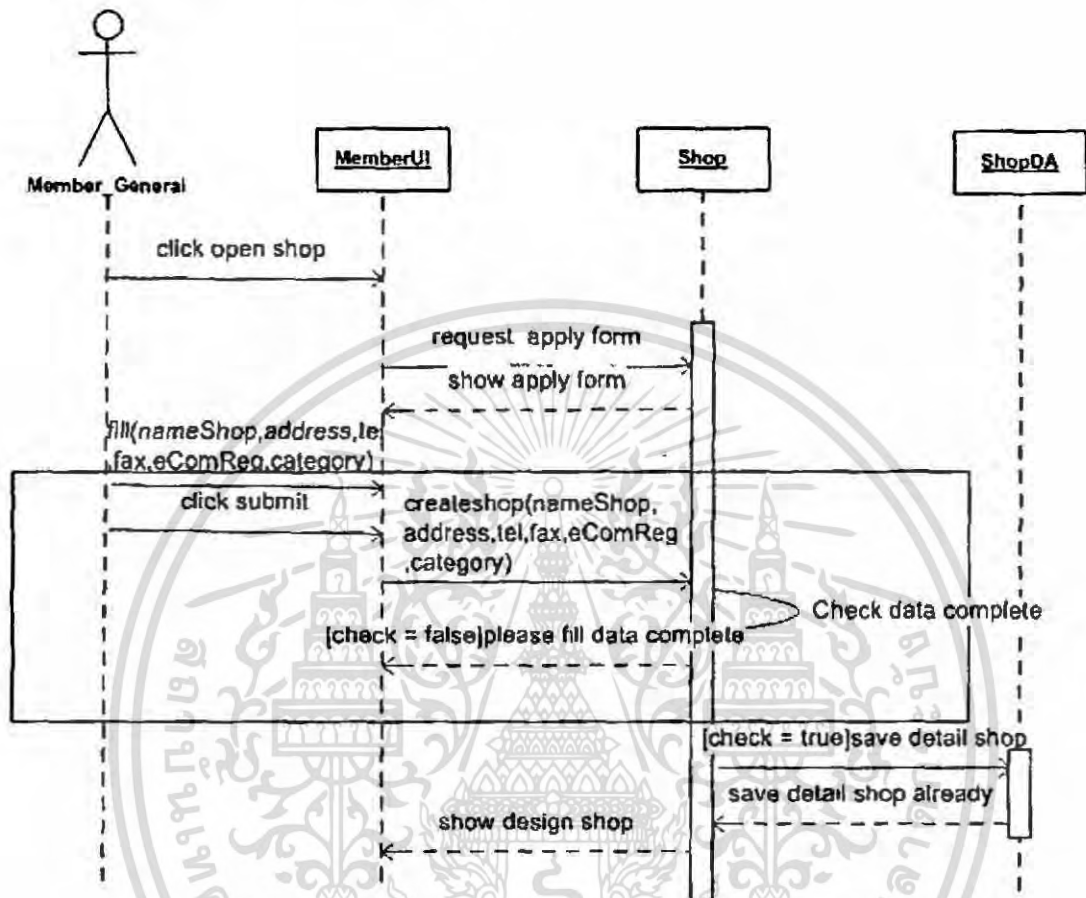 Member_General
MemberUI
Shop
ShopDA
click open shop
request apply form
show apply form
fill(nameShop,address,te
,fax,eComReg,category)
click submit
createshop(nameShop,
address,tel,fax,eComReg
,category)
Check data complete
[check = false]please fill data complete
[check = true]save detail shop
save detail shop already
show design shop